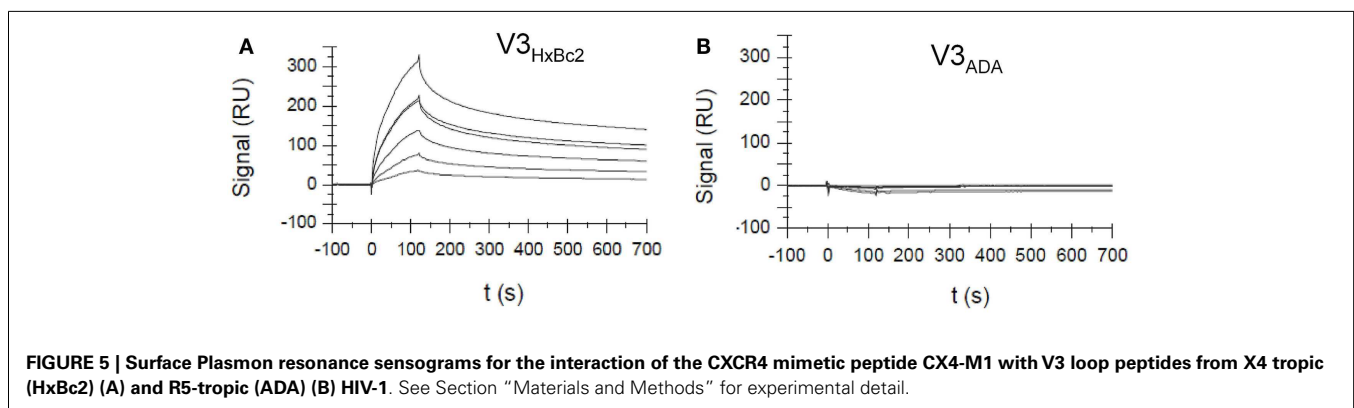 A
V3HxBc2
300
200
100
0
-100
Signal (RU)
-100 0 100 200 300 400 500 600 700
t (s)
B
V3ADA
300
200
100
0
-100
Signal (RU)
-100 0 100 200 300 400 500 600 700
t (s)
FIGURE 5 | Surface Plasmon resonance sensograms for the interaction of the CXCR4 mimetic peptide CX4-M1 with V3 loop peptides from X4 tropic
(HxBc2) (A) and R5-tropic (ADA) (B) HIV-1. See Section “Materials and Methods” for experimental detail.